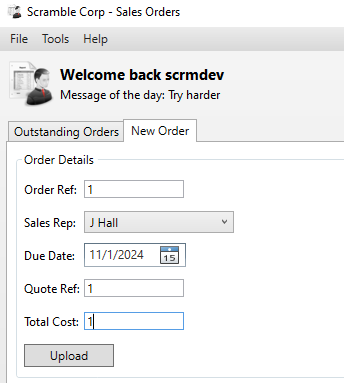 Scramble Corp - Sales Orders
File Tools Help
Welcome back scrmdev
Message of the day: Try harder
Outstanding Orders New Order
Order Details
Order Ref: 1
Sales Rep: J Hall
Due Date: 11/1/2024 15
Quote Ref: 1
Total Cost: 1
Upload